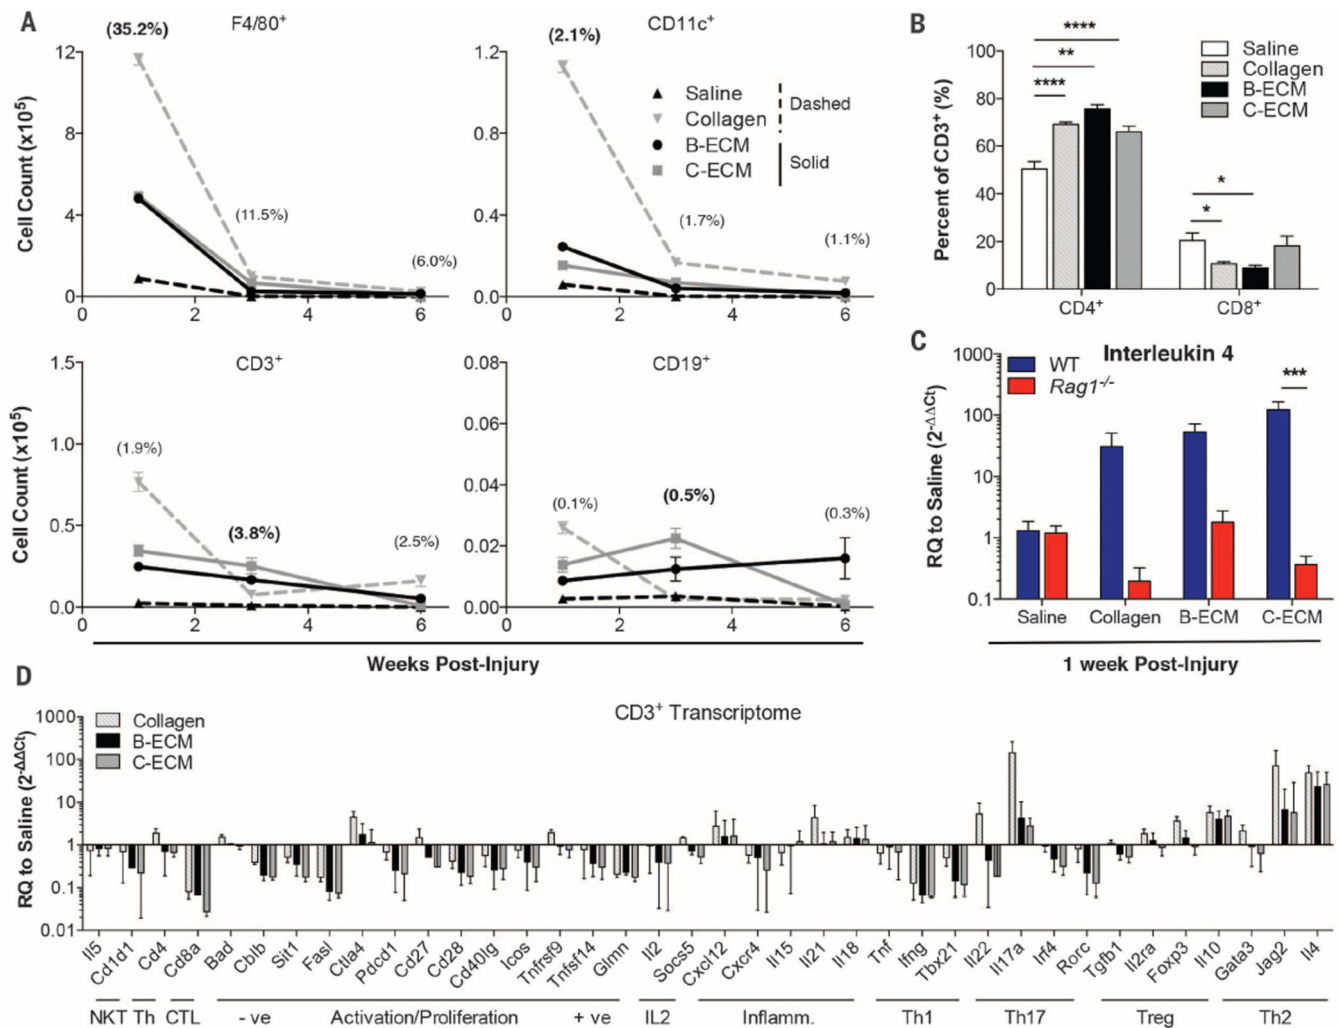 A
F4/80+
(35.2%)
Cell Count (x10⁵)
12
8
4
0
(11.5%)
(6.0%)
0 2 4 6
CD11c+
(2.1%)
1.2
0.8
0.4
0.0
Saline
Collagen
B-ECM
C-ECM
Dashed
Solid
(1.7%)
(1.1%)
0 2 4 6
CD3+
Cell Count (x10⁵)
1.5
1.0
0.5
0.0
(1.9%)
(3.8%)
(2.5%)
0 2 4 6
CD19+
0.08
0.06
0.04
0.02
0.00
(0.1%)
(0.5%)
(0.3%)
0 2 4 6
Weeks Post-Injury
B
Percent of CD3+ (%)
100
80
60
40
20
0
****
**
****
*
*
Saline
Collagen
B-ECM
C-ECM
CD4+ CD8+
C
Interleukin 4
WT
Rag1-/-
***
RQ to Saline (2-ΔΔCt)
1000
100
10
1
0.1
Saline Collagen B-ECM C-ECM
1 week Post-Injury
D
CD3+ Transcriptome
Collagen
B-ECM
C-ECM
RQ to Saline (2-ΔΔCt)
1000
100
10
1
0.1
0.01
Il5 Cd1d1 Cd4 Cd8a Bad Cblb Sit1 Fasl Ctla4 Pdcd1 Cd27 Cd28 Cd40lg Icos Tnfrsf9 Tnfsf14 Glmn Il2 Socs5 Cxcl12 Cxcr4 Il15 Il21 Il18 Tnf Ifng Tbx21 Il22 Il17a Irf4 Rorc Tgfb1 Il2ra Foxp3 Il10 Gata3 Jag2 Il4
NKT Th CTL - ve Activation/Proliferation + ve IL2 Inflamm. Th1 Th17 Treg Th2